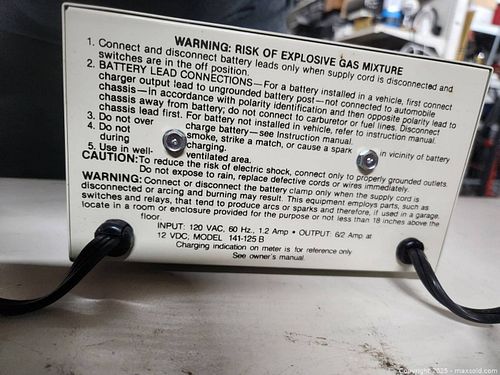 WARNING: RISK OF EXPLOSIVE GAS MIXTURE
1. Connect and disconnect battery leads only when supply cord is disconnected and
switches are in the off position.
2. BATTERY LEAD CONNECTIONS—For a battery installed in a vehicle, first connect
charger output lead to ungrounded battery post—not connected to automobile
chassis—in accordance with polarity identification and then opposite polarity lead to
chassis away from battery; do not connect to carburetor or fuel lines. Disconnect
chassis lead first. For battery not installed in vehicle, refer to instruction manual.
3. Do not over charge battery—see Instruction manual.
4. Do not smoke, strike a match, or cause a spark in vicinity of battery
during charging.
5. Use in well- ventilated area.
CAUTION: To reduce the risk of electric shock, connect only to properly grounded outlets.
Do not expose to rain, replace defective cords or wires immediately.
WARNING: Connect or disconnect the battery clamp only when the supply cord is
disconnected or arcing and burning may result. This equipment employs parts, such as
switches and relays, that tend to produce arcs or sparks and therefore, if used in a garage,
locate in a room or enclosure provided for the purpose or not less than 18 inches above the
floor.
INPUT: 120 VAC, 60 Hz., 1.2 Amp • OUTPUT: 6/2 Amp at
12 VDC, MODEL 141-125 B
Charging indication on meter is for reference only
See owner's manual.
© Copyright 2025 - maxsold.com